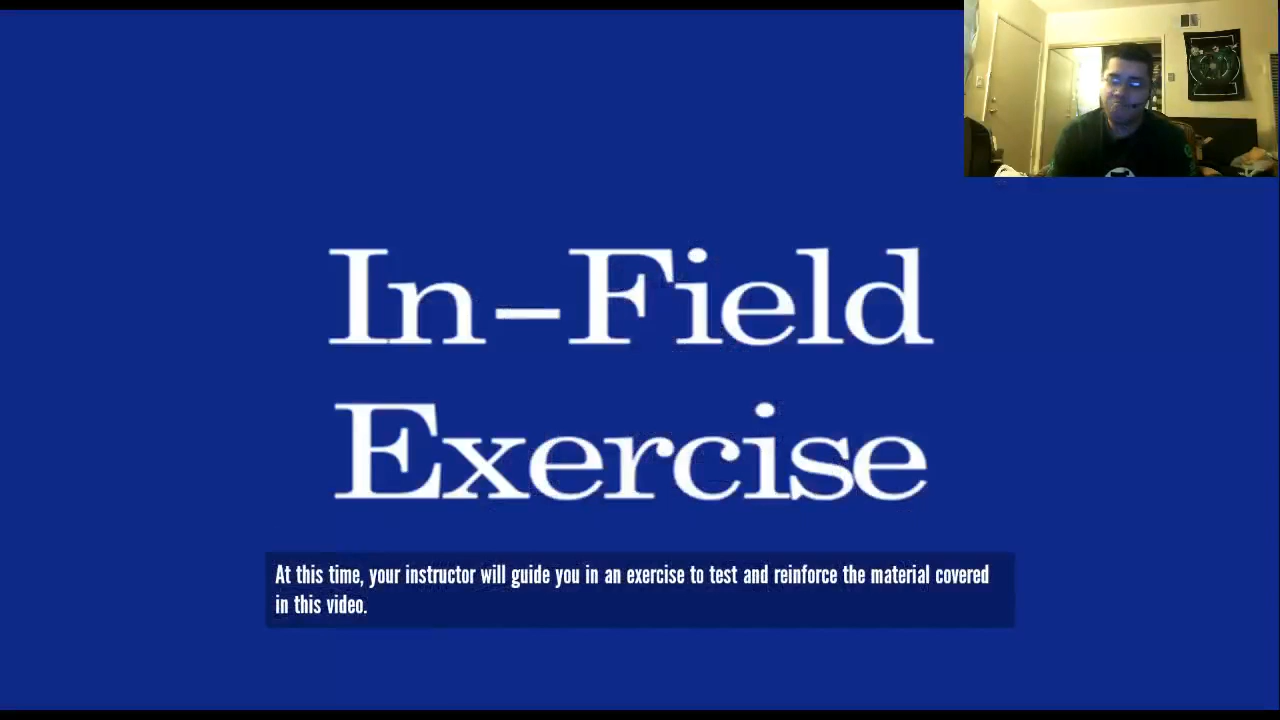 In–Field
Exercise
At this time, your instructor will guide you in an exercise to test and reinforce the material covered
in this video.